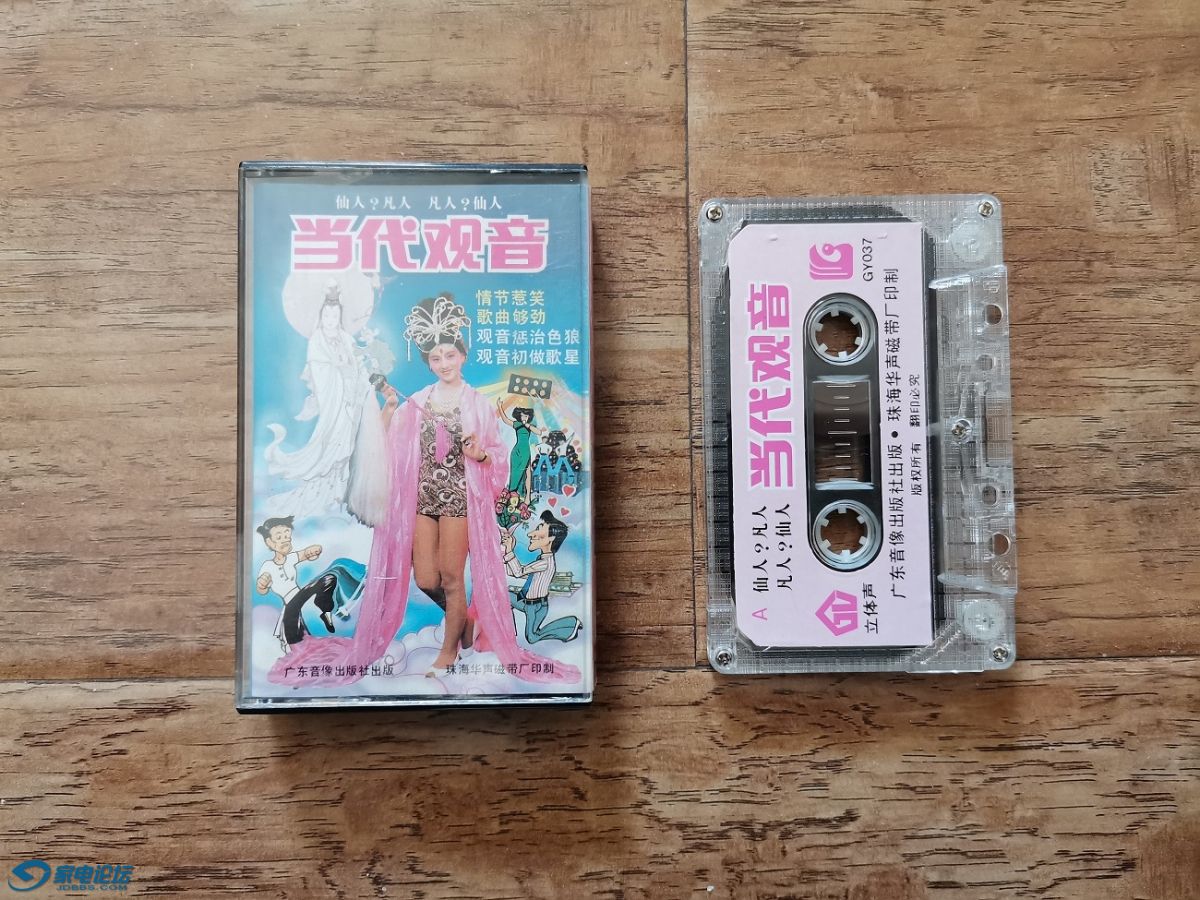 仙人?凡人 凡人?仙人
当代观音
情节惹笑
歌曲够劲
观音惩治色狼
观音初做歌星
广东音像出版社出版 珠海华声磁带厂印制
A 仙人?凡人
凡人?仙人
当代观音
立体声
GY037
广东音像出版社出版•珠海华声磁带厂印制
版权所有 翻印必究
家电论坛
JDBBS.COM